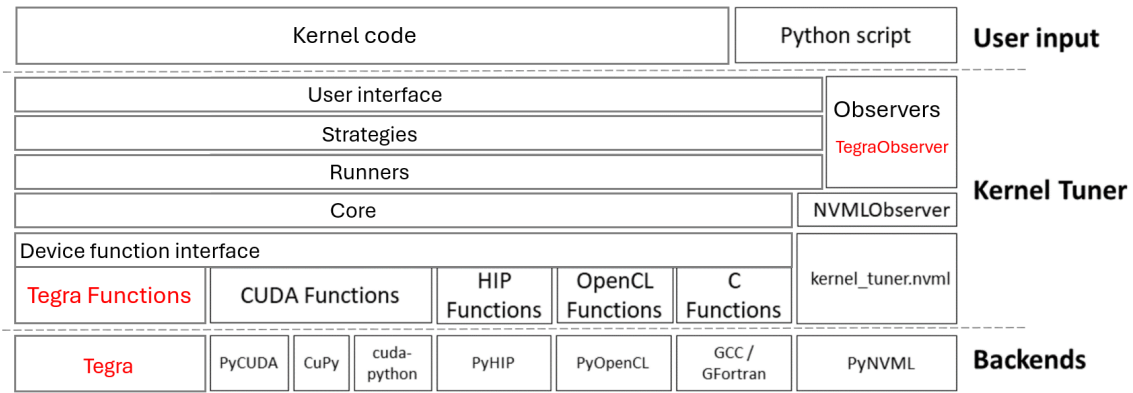 Kernel code
Python script
User input
User interface
Observers
TegraObserver
Strategies
Runners
Kernel Tuner
Core
NVMLObserver
Device function interface
kernel_tuner.nvml
Tegra Functions
CUDA Functions
HIP
Functions
OpenCL
Functions
C
Functions
Tegra
PyCUDA
CuPy
cuda-
python
PyHIP
PyOpenCL
GCC /
GFortran
PyNVML
Backends